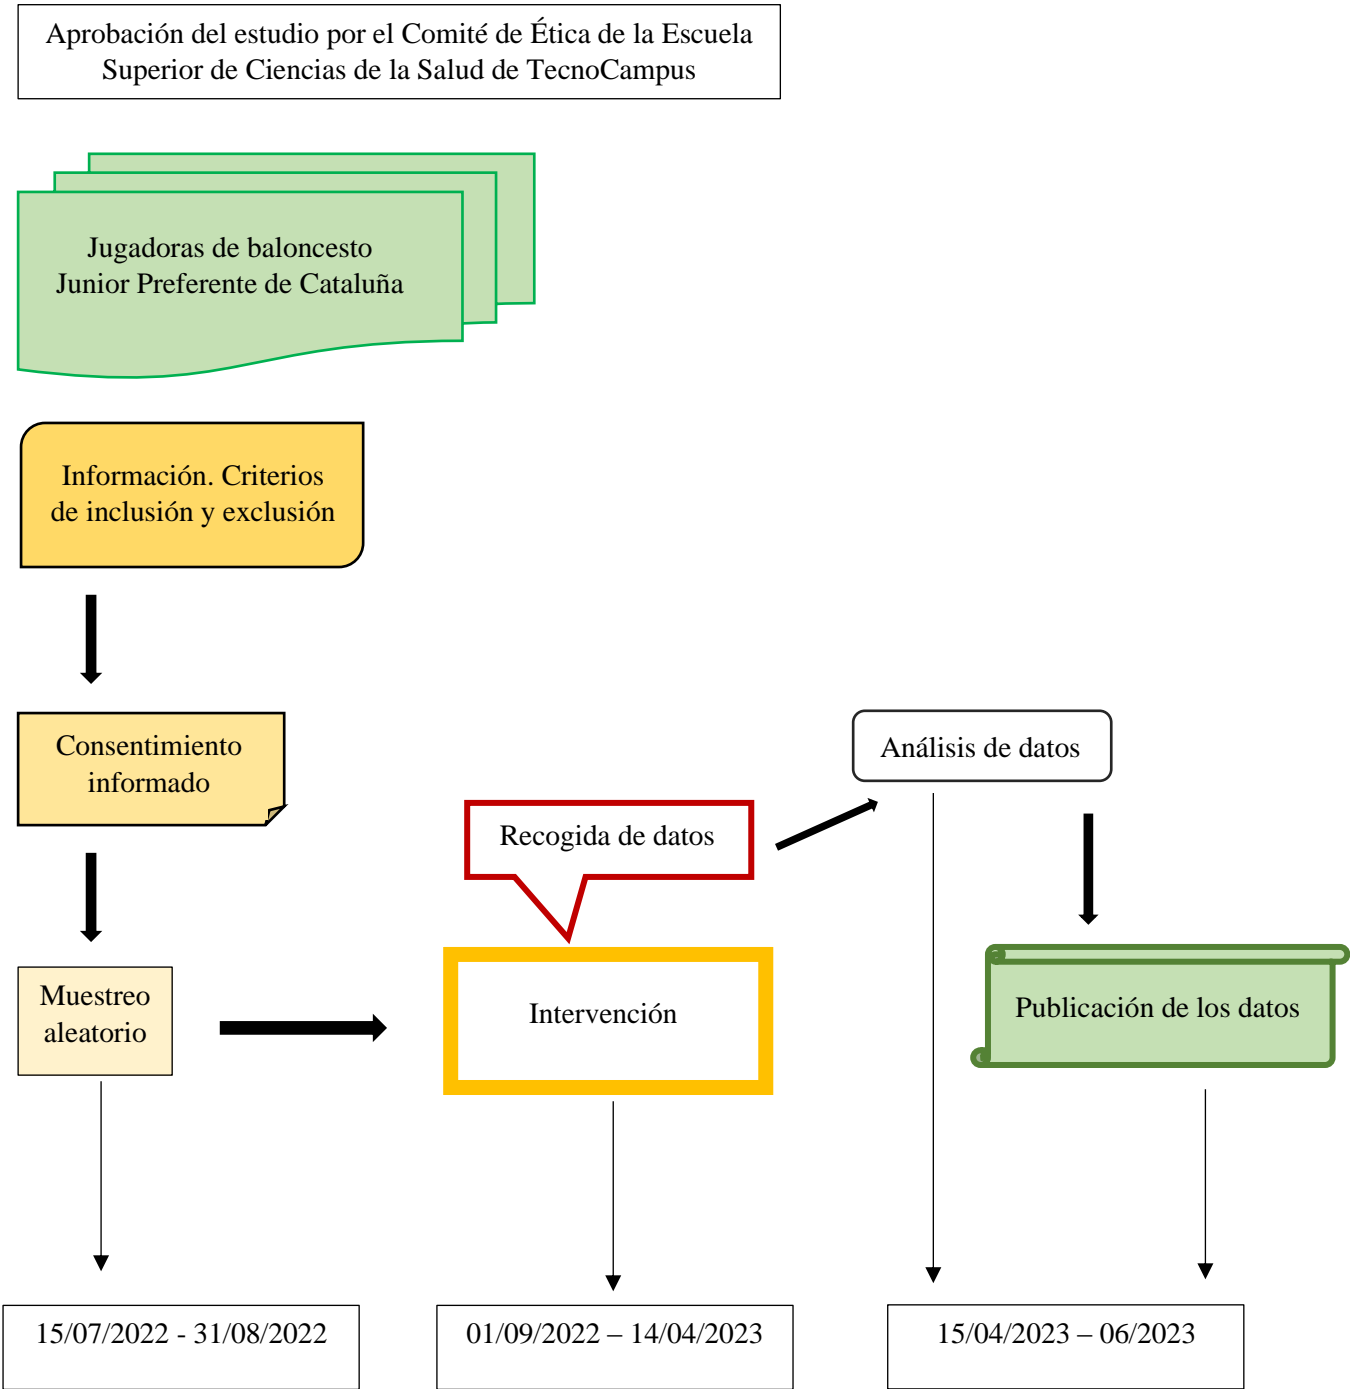 Aprobación del estudio por el Comité de Ética de la Escuela
Superior de Ciencias de la Salud de TecnoCampus
Jugadoras de baloncesto
Junior Preferente de Cataluña
Información. Criterios
de inclusión y exclusión
Consentimiento
informado
Análisis de datos
Recogida de datos
Muestreo
aleatorio
Intervención
Publicación de los datos
15/07/2022 - 31/08/2022
01/09/2022 – 14/04/2023
15/04/2023 – 06/2023